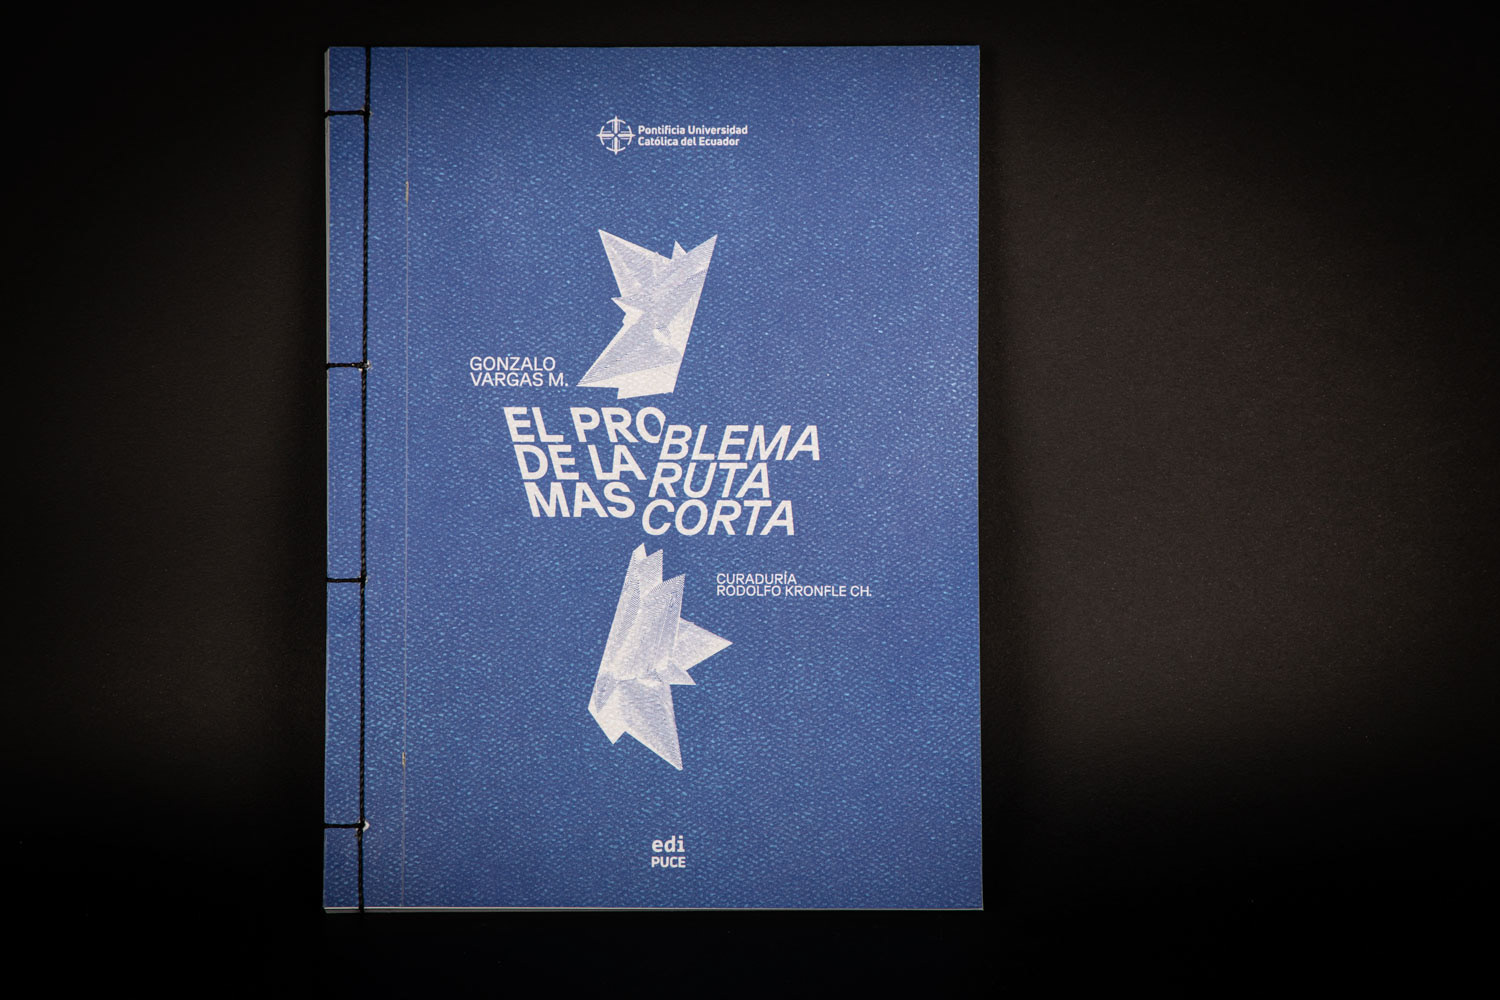 Pontificia Universidad
Católica del Ecuador
GONZALO
VARGAS M.
EL PROBLEMA
DE LA RUTA
MAS CORTA
CURADURÍA
RODOLFO KRONFLE CH.
edi
PUCE